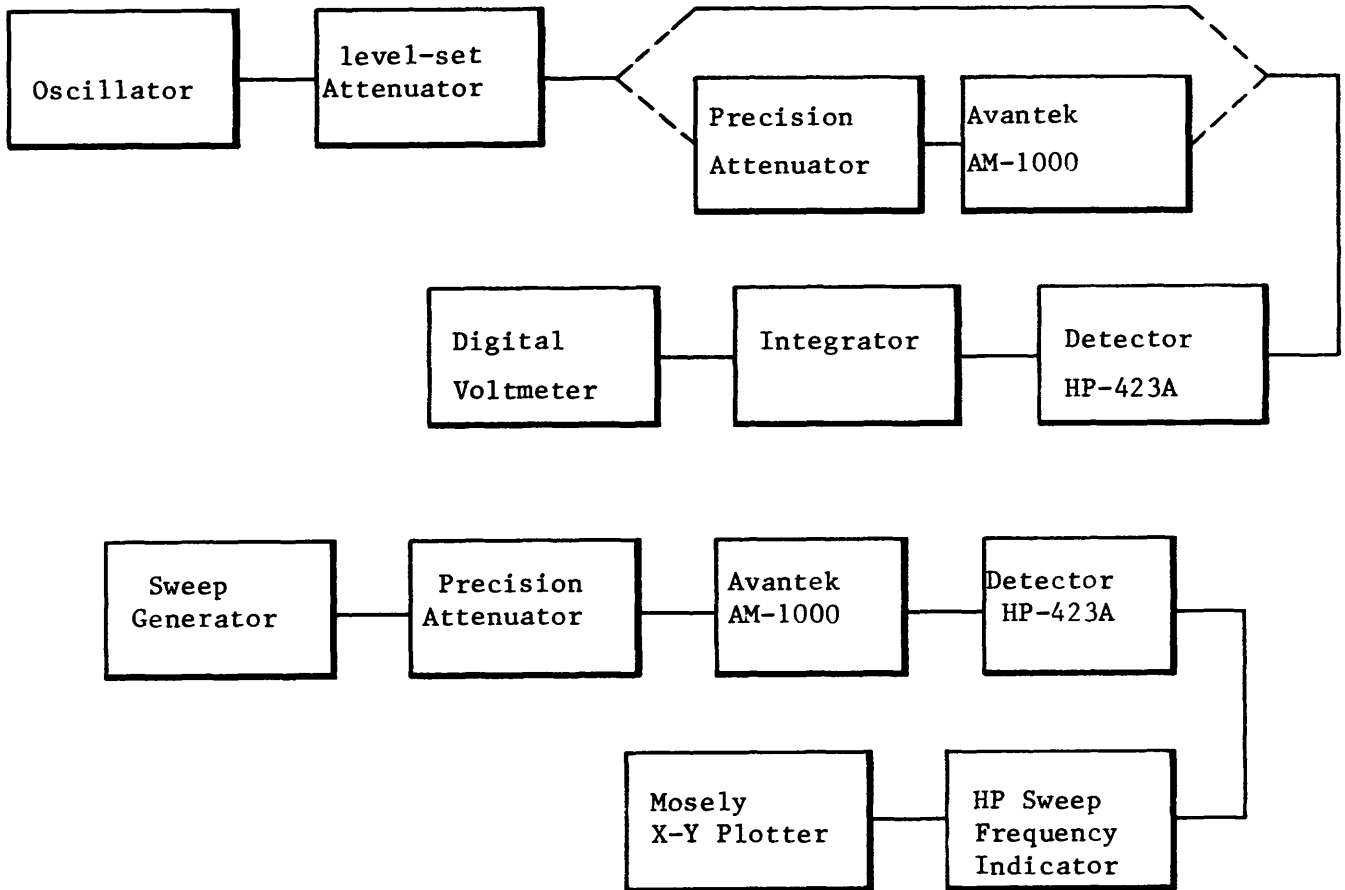 Oscillator
level-set
Attenuator
Precision
Attenuator
Avantek
AM-1000
Digital
Voltmeter
Integrator
Detector
HP-423A
Sweep
Generator
Precision
Attenuator
Avantek
AM-1000
Detector
HP-423A
Mosely
X-Y Plotter
HP Sweep
Frequency
Indicator